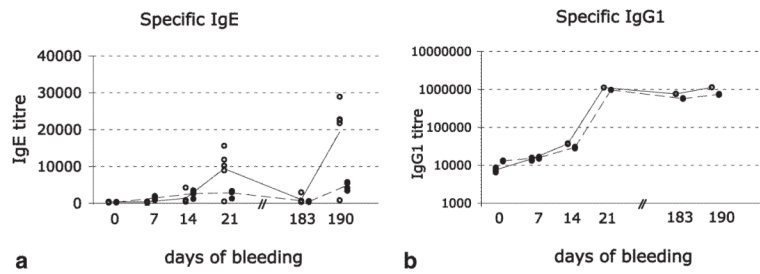 Specific IgE
40000
30000
20000
10000
0
IgE titre
0 7 14 21 // 183 190
a
days of bleeding
Specific IgG1
10000000
1000000
100000
10000
1000
IgG1 titre
0 7 14 21 // 183 190
b
days of bleeding